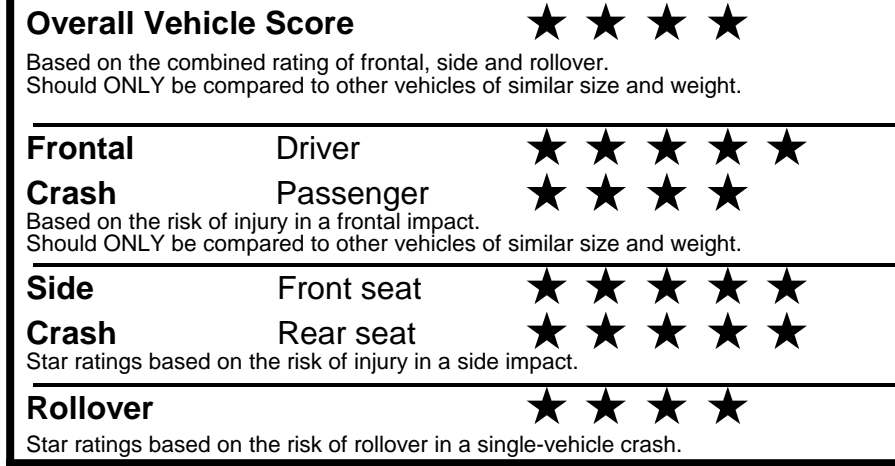 Overall Vehicle Score ★ ★ ★ ★
Based on the combined rating of frontal, side and rollover.
Should ONLY be compared to other vehicles of similar size and weight.
Frontal Driver ★ ★ ★ ★ ★
Crash Passenger ★ ★ ★ ★
Based on the risk of injury in a frontal impact.
Should ONLY be compared to other vehicles of similar size and weight.
Side Front seat ★ ★ ★ ★ ★
Crash Rear seat ★ ★ ★ ★ ★
Star ratings based on the risk of injury in a side impact.
Rollover ★ ★ ★ ★
Star ratings based on the risk of rollover in a single-vehicle crash.